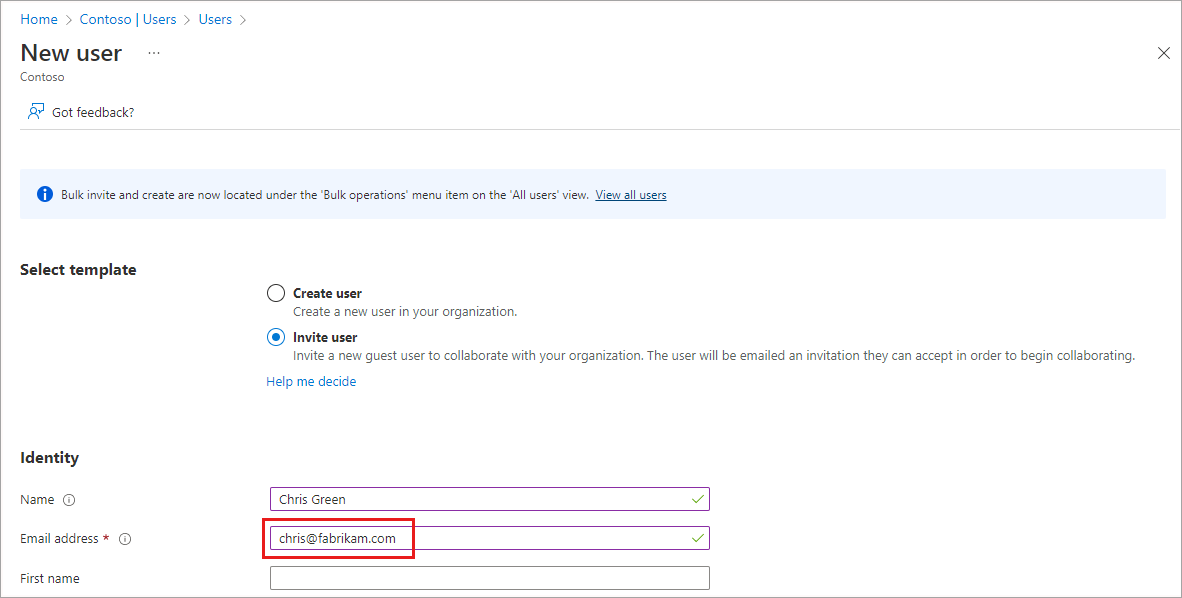 Home > Contoso | Users > Users >
New user ...
Contoso
Got feedback?
Bulk invite and create are now located under the 'Bulk operations' menu item on the 'All users' view. View all users
Select template
Create user
Create a new user in your organization.
Invite user
Invite a new guest user to collaborate with your organization. The user will be emailed an invitation they can accept in order to begin collaborating.
Help me decide
Identity
Name Chris Green
Email address * chris@fabrikam.com
First name